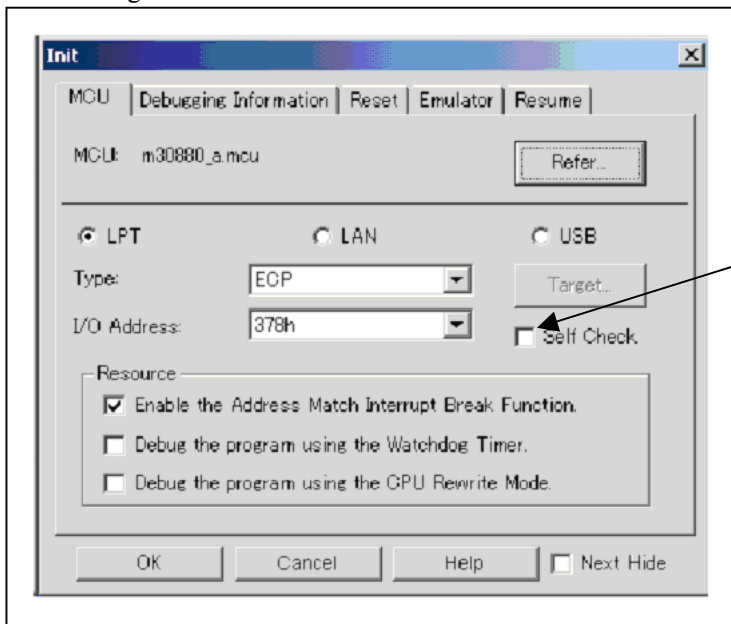 Init
MCU Debugging Information Reset Emulator Resume
MCU: m30880_a.mcu Refer...
LPT LAN USB
Type: ECP Target...
I/O Address: 378h Self Check.
Resource
Enable the Address Match Interrupt Break Function.
Debug the program using the Watchdog Timer.
Debug the program using the CPU Rewrite Mode.
OK Cancel Help Next Hide